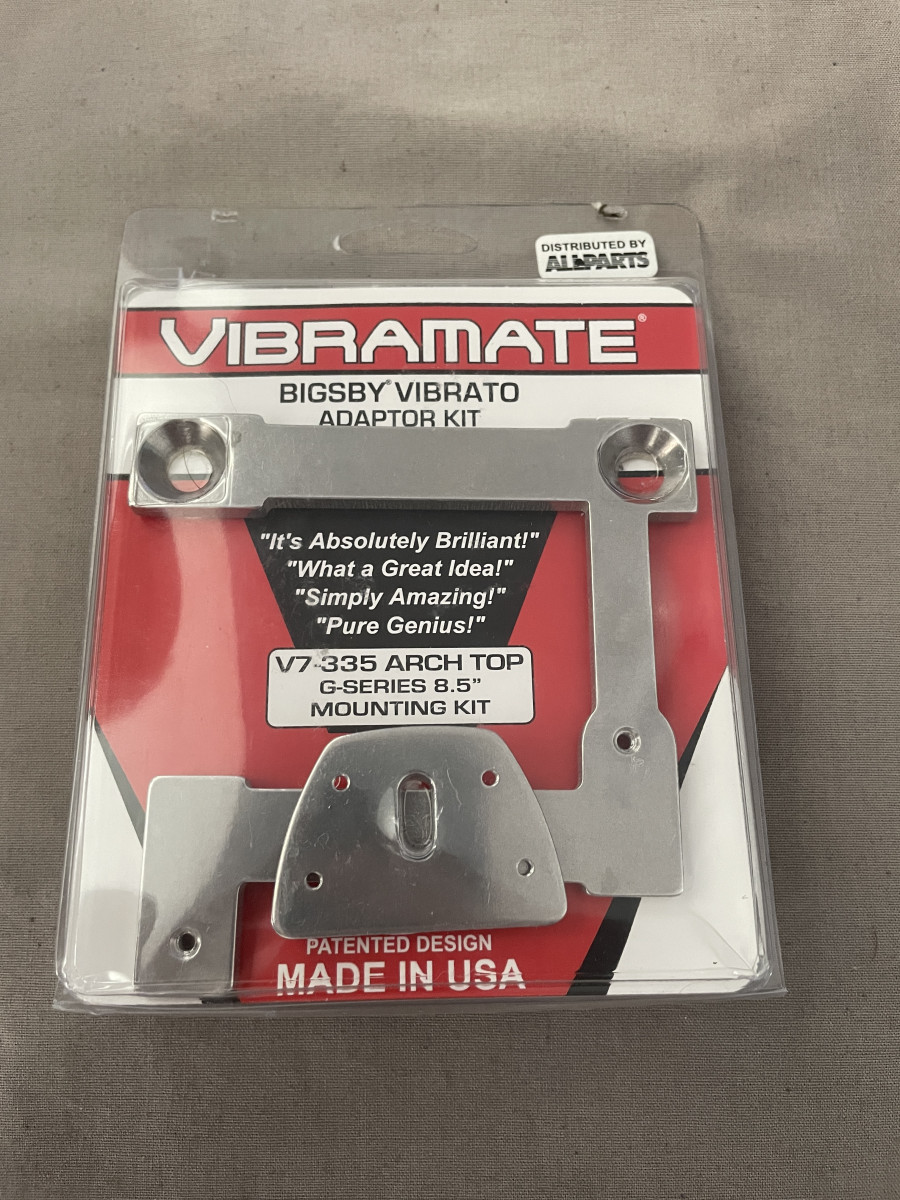 DISTRIBUTED BY
ALLPARTS
VIBRAMATE®
BIGSBY® VIBRATO
ADAPTOR KIT
"It's Absolutely Brilliant!"
"What a Great Idea!"
"Simply Amazing!"
"Pure Genius!"
V7-335 ARCH TOP
G-SERIES 8.5”
MOUNTING KIT
PATENTED DESIGN
MADE IN USA